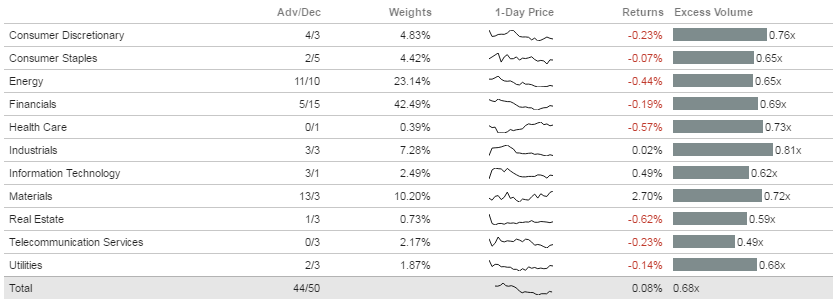 Adv/Dec Weights 1-Day Price Returns Excess Volume
Consumer Discretionary 4/3 4.83% -0.23% 0.76x
Consumer Staples 2/5 4.42% -0.07% 0.65x
Energy 11/10 23.14% -0.44% 0.65x
Financials 5/15 42.49% -0.19% 0.69x
Health Care 0/1 0.39% -0.57% 0.73x
Industrials 3/3 7.28% 0.02% 0.81x
Information Technology 3/1 2.49% 0.49% 0.62x
Materials 13/3 10.20% 2.70% 0.72x
Real Estate 1/3 0.73% -0.62% 0.59x
Telecommunication Services 0/3 2.17% -0.23% 0.49x
Utilities 2/3 1.87% -0.14% 0.68x
Total 44/50 0.08% 0.68x